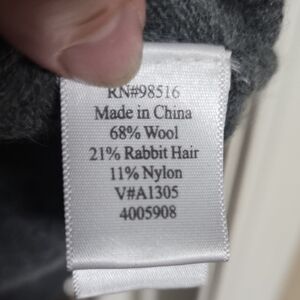 RN#98516
Made in China
68% Wool
21% Rabbit Hair
11% Nylon
V#A1305
4005908